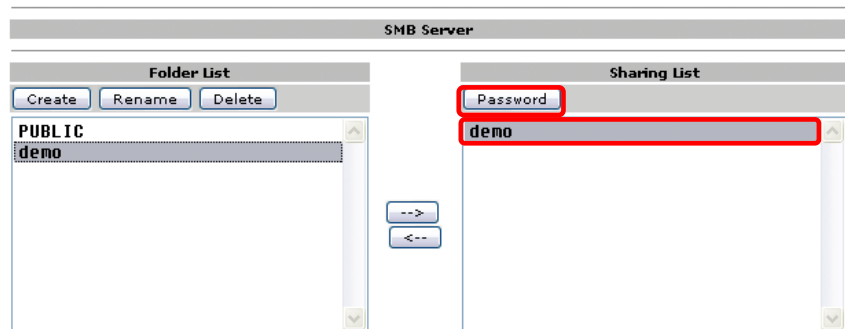 SMB Server
Folder List
Sharing List
Create Rename Delete
Password
PUBLIC
demo
demo
-->
<--